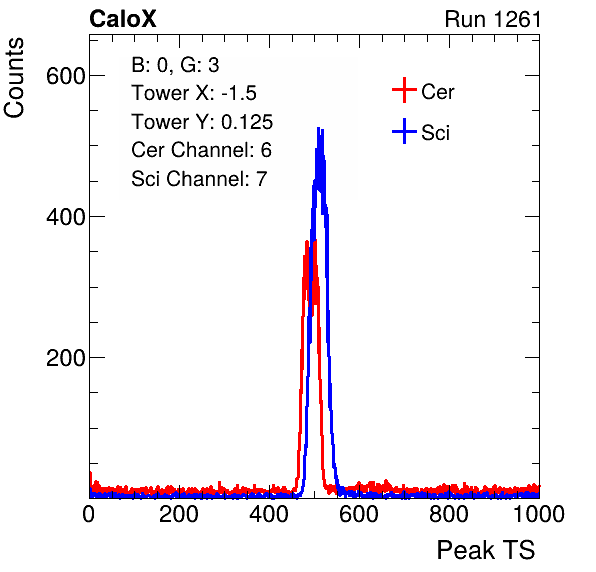 CaloX Run 1261
Counts
B: 0, G: 3
Tower X: -1.5
Tower Y: 0.125
Cer Channel: 6
Sci Channel: 7
Cer
Sci
600
400
200
0 200 400 600 800 1000
Peak TS